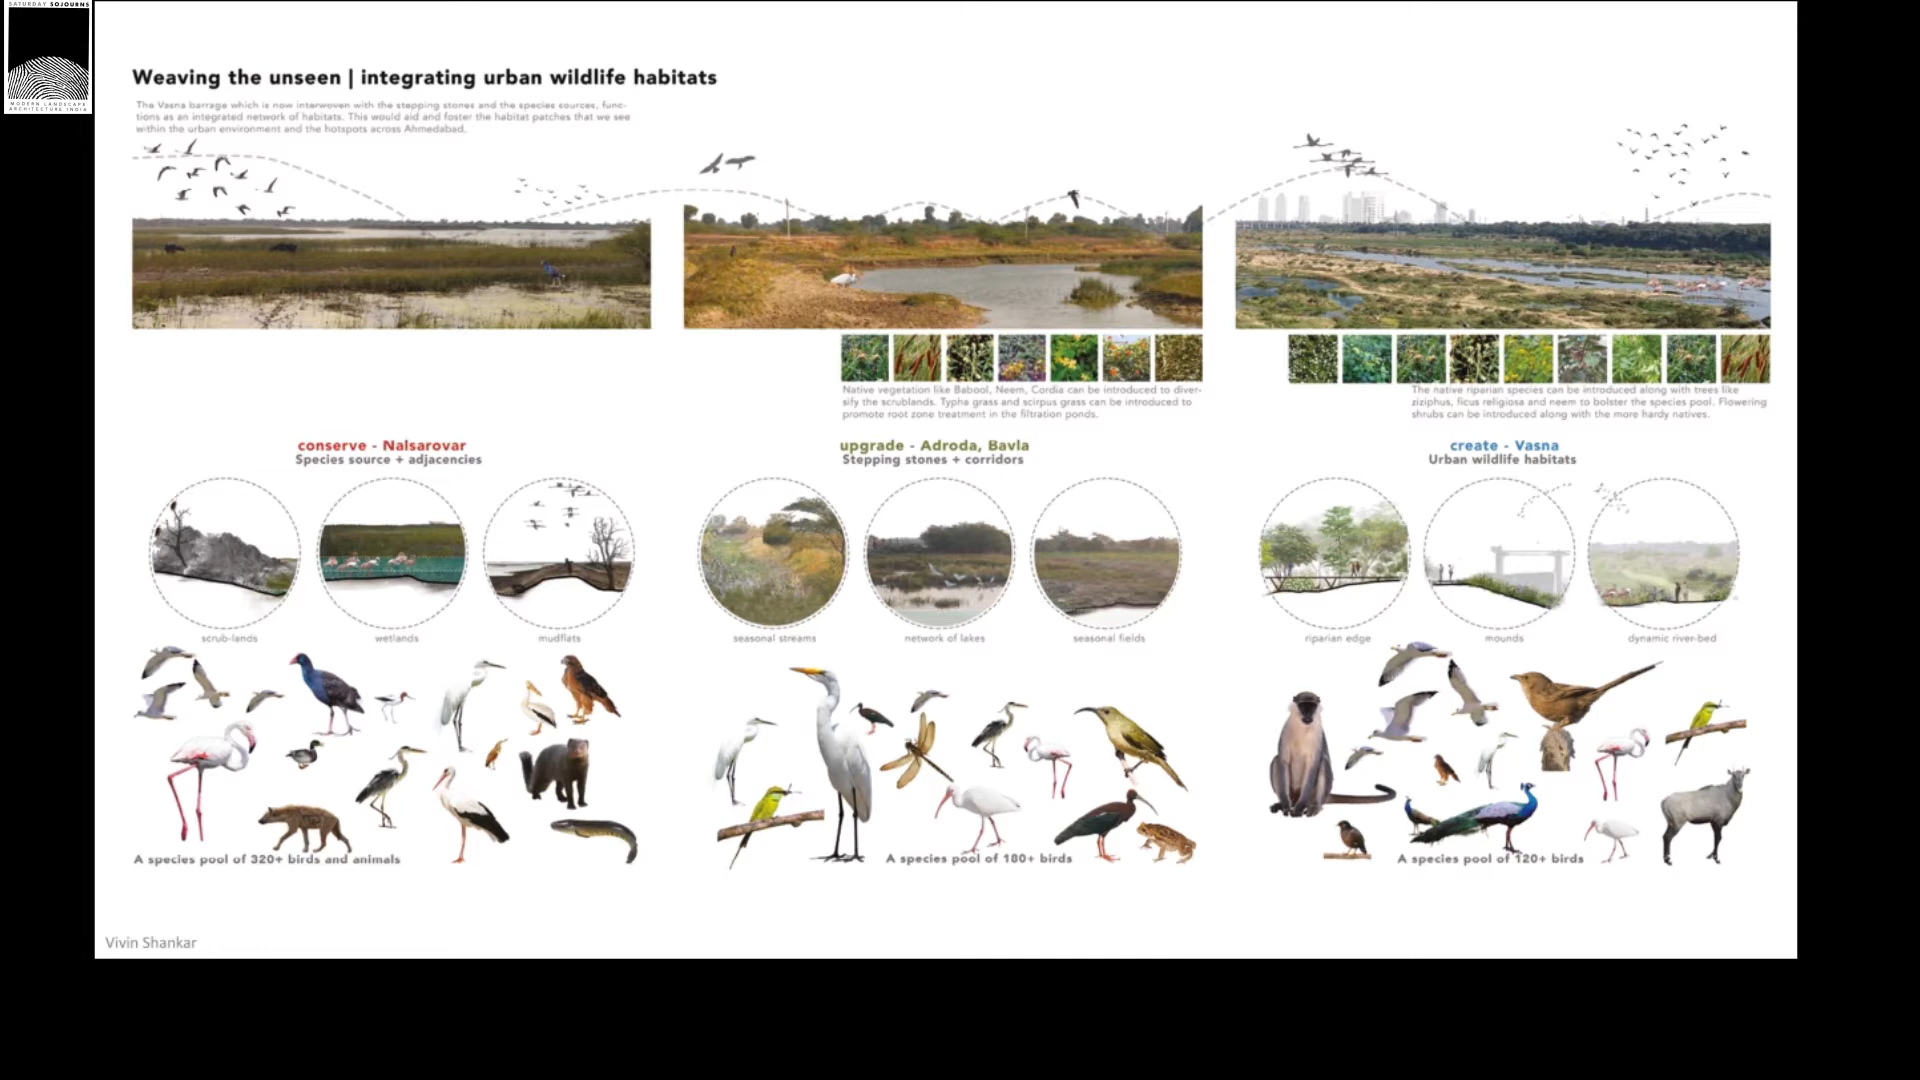 SATURDAY SOJOURNS
MODERN LANDSCAPE
ARCHITECTURE INDIA
Weaving the unseen | integrating urban wildlife habitats
The Vasna barrage which is now interwoven with the stepping stones and the species sources, func-
tions as an integrated network of habitats. This would aid and foster the habitat patches that we see
within the urban environment and the hotspots across Ahmedabad.
Native vegetation like Babool, Neem, Cordia can be introduced to diver-
sify the scrublands. Typha grass and scirpus grass can be introduced to
promote root zone treatment in the filtration ponds.
The native riparian species can be introduced along with trees like
ziziphus, ficus religiosa and neem to bolster the species pool. Flowering
shrubs can be introduced along with the more hardy natives.
conserve - Nalsarovar
Species source + adjacencies
upgrade - Adroda, Bavla
Stepping stones + corridors
create - Vasna
Urban wildlife habitats
scrub-lands
wetlands
mudflats
seasonal streams
network of lakes
seasonal fields
riparian edge
mounds
dynamic river-bed
A species pool of 320+ birds and animals
A species pool of 180+ birds
A species pool of 120+ birds
Vivin Shankar